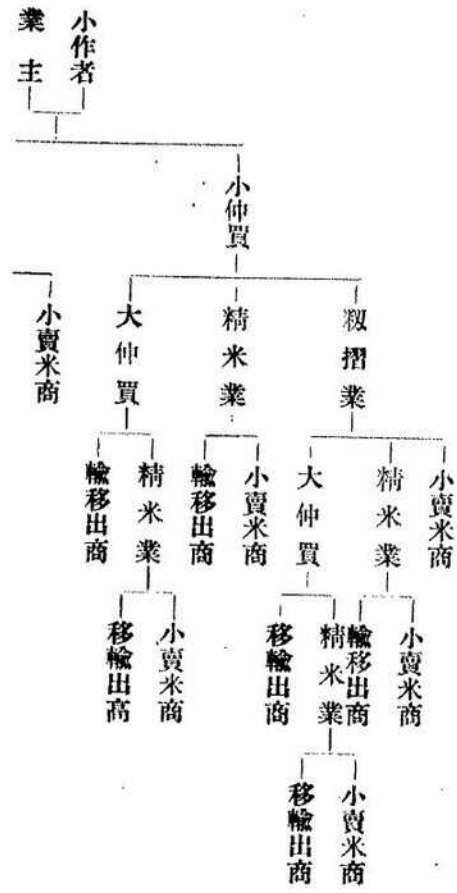 小作者
業主
小仲買
籾摺業
精米業
大仲買
小賣米商
小賣米商
精米業
大仲買
小賣米商
輸移出商
精米業
輸移出商
小賣米商
輸移出商
精米業
移輸出商
小賣米商
移輸出高
小賣米商
移輸出商